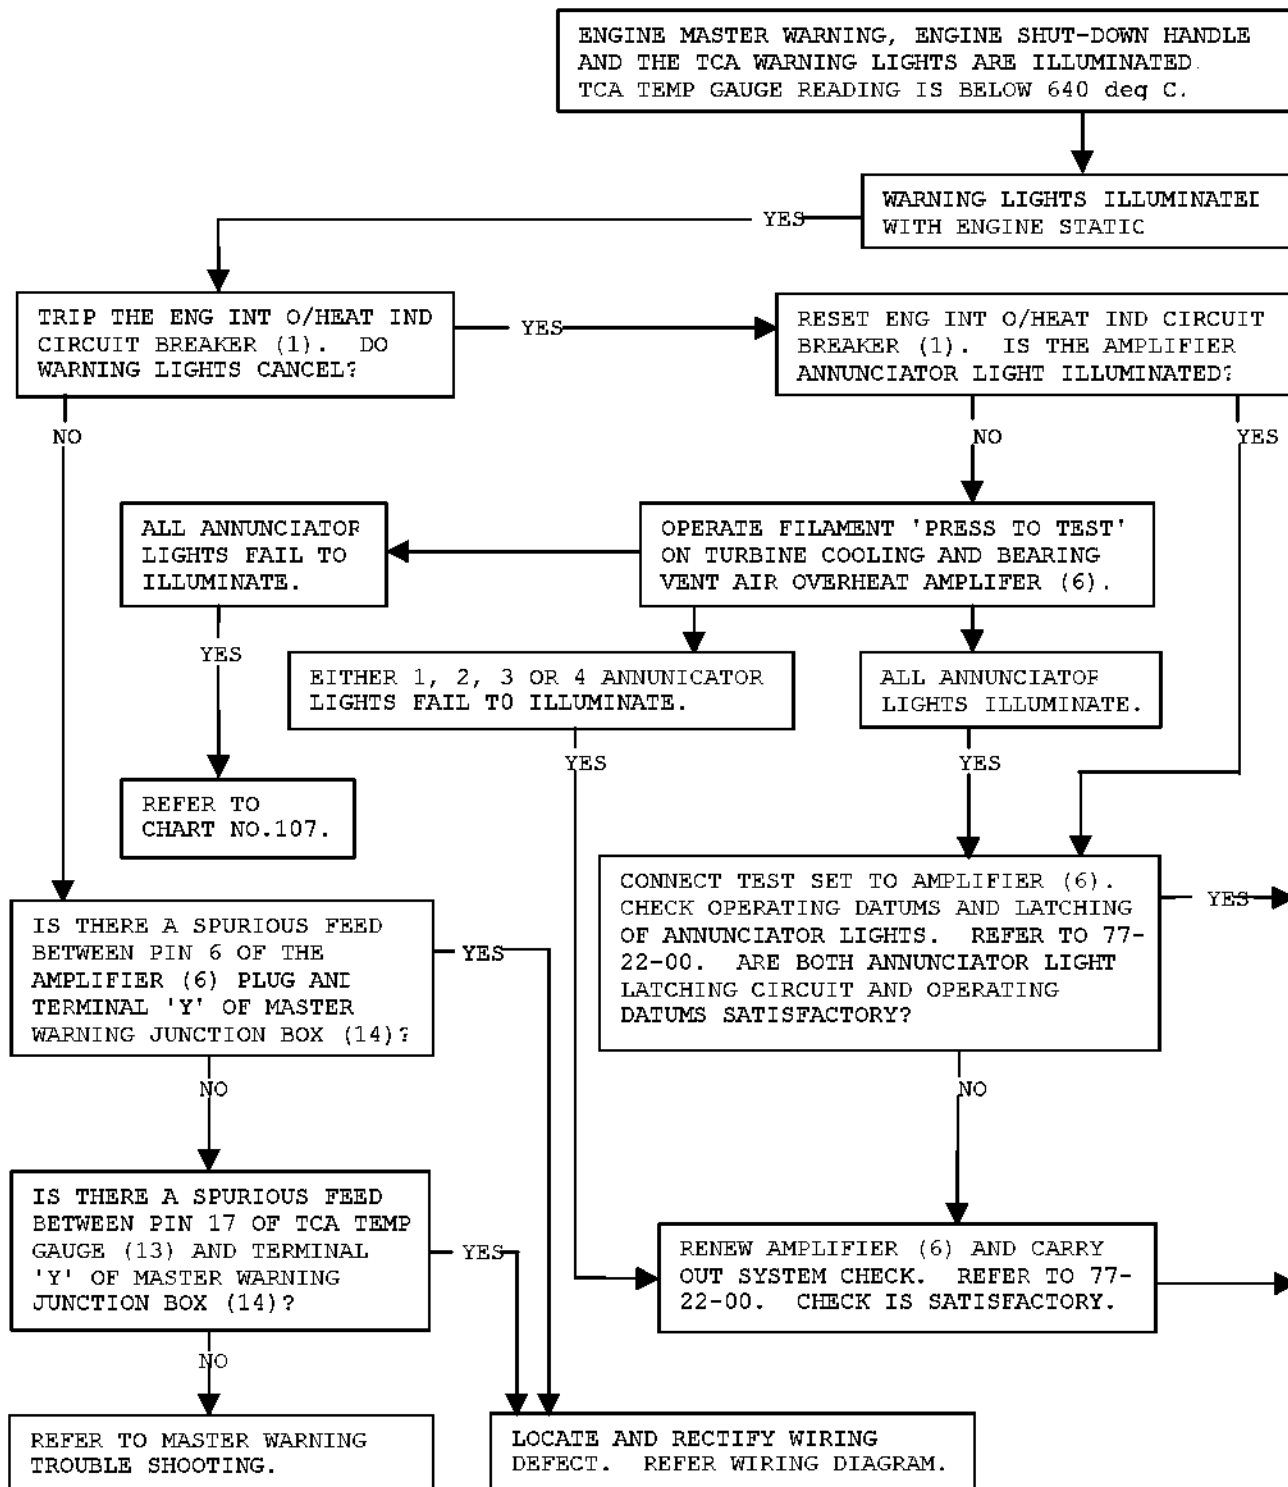 ENGINE MASTER WARNING, ENGINE SHUT-DOWN HANDLE
AND THE TCA WARNING LIGHTS ARE ILLUMINATED.
TCA TEMP GAUGE READING IS BELOW 640 deg C.
WARNING LIGHTS ILLUMINATED
WITH ENGINE STATIC
YES
TRIP THE ENG INT O/HEAT IND
CIRCUIT BREAKER (1). DO
WARNING LIGHTS CANCEL?
YES
RESET ENG INT O/HEAT IND CIRCUIT
BREAKER (1). IS THE AMPLIFIER
ANNUNCIATOR LIGHT ILLUMINATED?
NO
NO
YES
ALL ANNUNCIATOR
LIGHTS FAIL TO
ILLUMINATE.
OPERATE FILAMENT 'PRESS TO TEST'
ON TURBINE COOLING AND BEARING
VENT AIR OVERHEAT AMPLIFER (6).
YES
EITHER 1, 2, 3 OR 4 ANNUNICATOR
LIGHTS FAIL TO ILLUMINATE.
ALL ANNUNCIATOR
LIGHTS ILLUMINATE.
YES
YES
REFER TO
CHART NO.107.
CONNECT TEST SET TO AMPLIFIER (6).
CHECK OPERATING DATUMS AND LATCHING
OF ANNUNCIATOR LIGHTS. REFER TO 77-
22-00. ARE BOTH ANNUNCIATOR LIGHT
LATCHING CIRCUIT AND OPERATING
DATUMS SATISFACTORY?
YES
IS THERE A SPURIOUS FEED
BETWEEN PIN 6 OF THE
AMPLIFIER (6) PLUG AND
TERMINAL 'Y' OF MASTER
WARNING JUNCTION BOX (14)?
YES
NO
NO
IS THERE A SPURIOUS FEED
BETWEEN PIN 17 OF TCA TEMP
GAUGE (13) AND TERMINAL
'Y' OF MASTER WARNING
JUNCTION BOX (14)?
YES
RENEW AMPLIFIER (6) AND CARRY
OUT SYSTEM CHECK. REFER TO 77-
22-00. CHECK IS SATISFACTORY.
NO
REFER TO MASTER WARNING
TROUBLE SHOOTING.
LOCATE AND RECTIFY WIRING
DEFECT. REFER WIRING DIAGRAM.